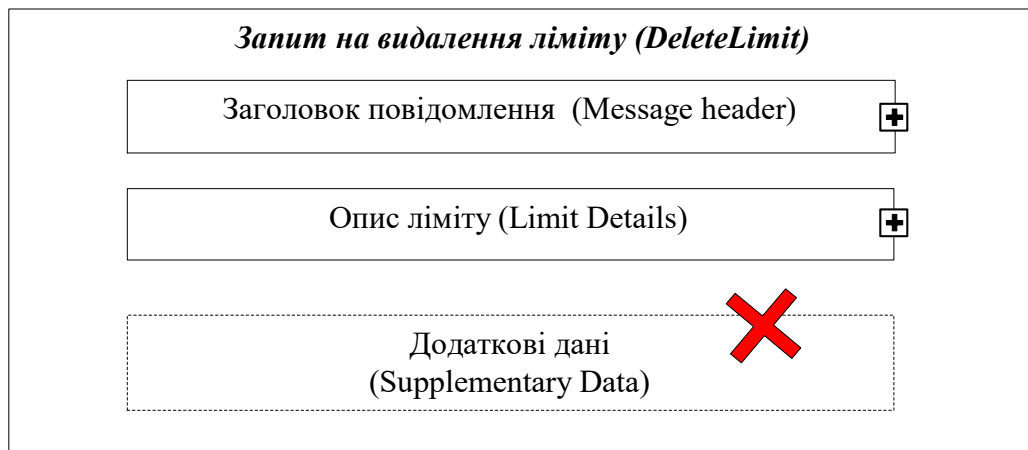 Запит на видалення ліміту (DeleteLimit)
Заголовок повідомлення (Message header)
Опис ліміту (Limit Details)
Додаткові дані
(Supplementary Data)